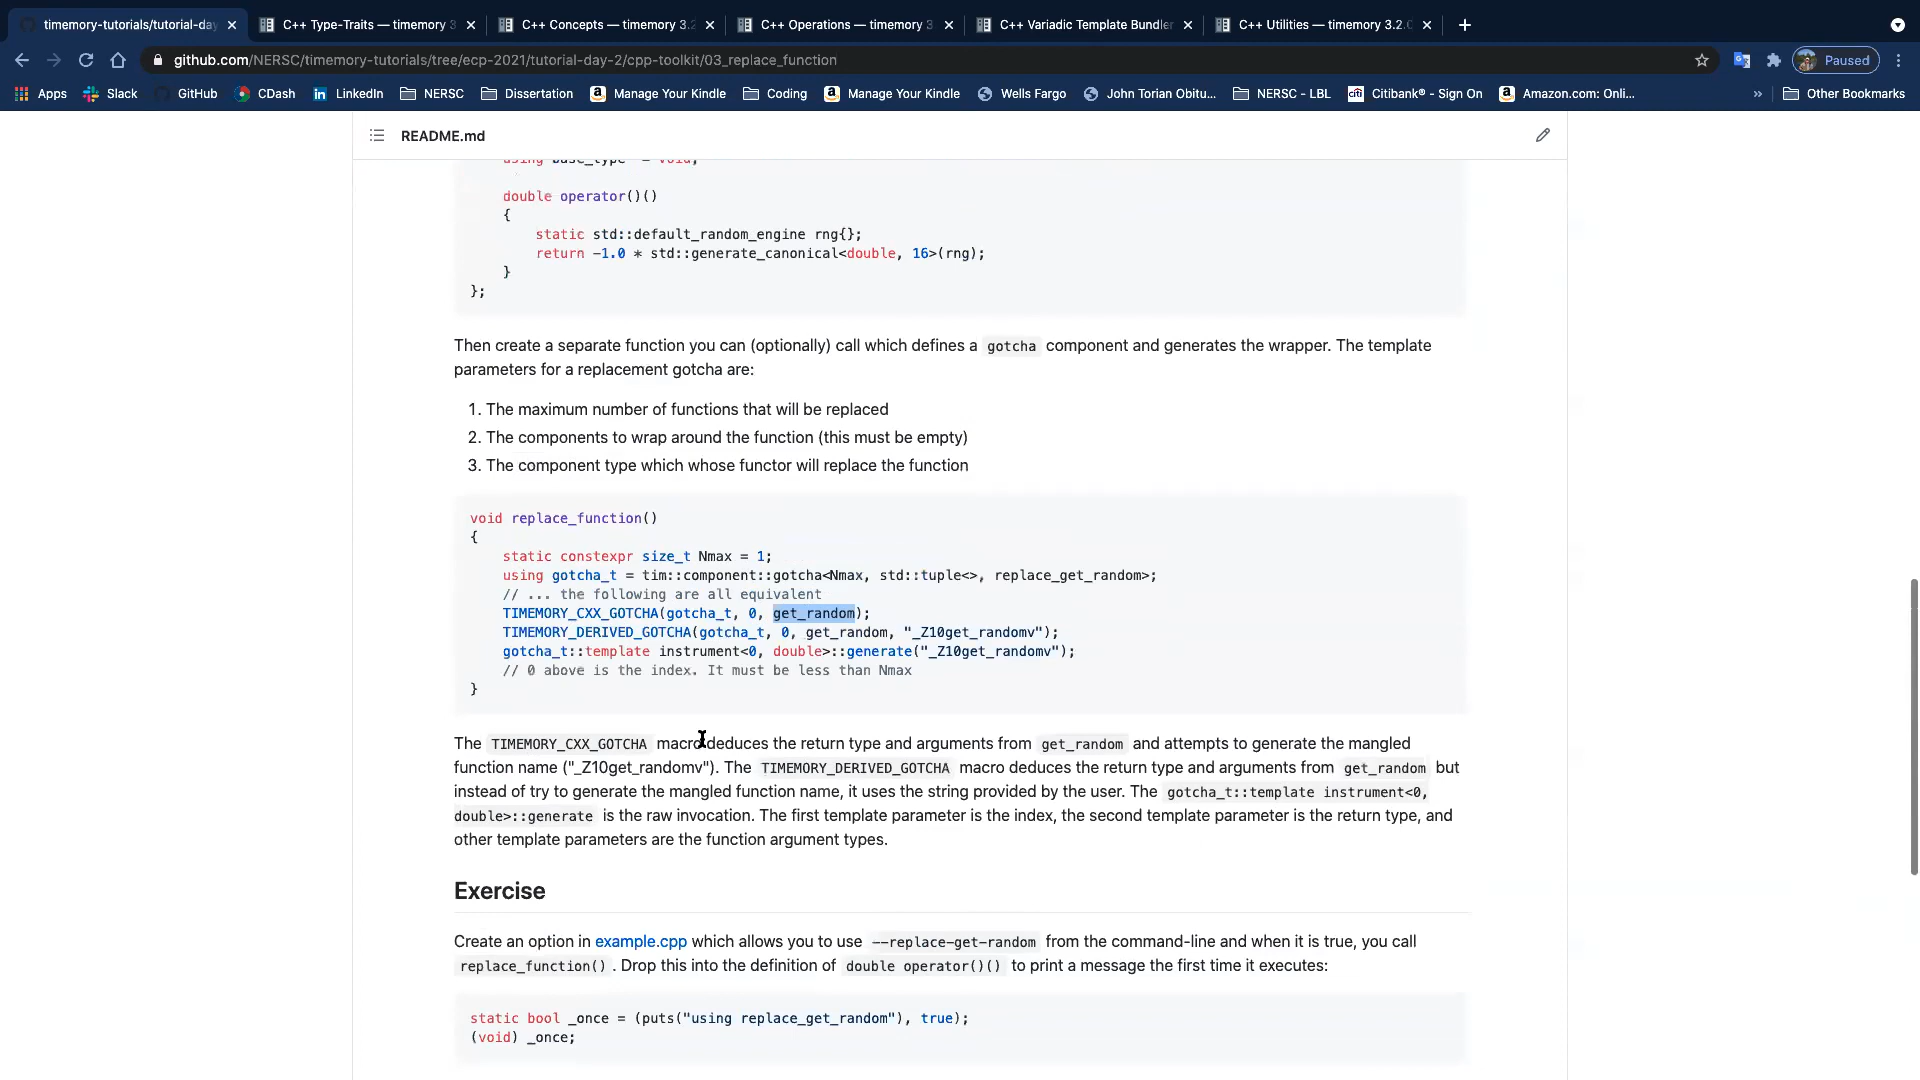 timemory-tutorials/tutorial-day
C++ Type-Traits — timemory 3
C++ Concepts — timemory 3.2
C++ Operations — timemory 3
C++ Variadic Template Bundler
C++ Utilities — timemory 3.2.0
github.com/NERSC/timemory-tutorials/tree/ecp-2021/tutorial-day-2/cpp-toolkit/03_replace_function
Paused
Apps
Slack
GitHub
CDash
LinkedIn
NERSC
Dissertation
Manage Your Kindle
Coding
Manage Your Kindle
Wells Fargo
John Torian Obitu...
NERSC - LBL
Citibank® - Sign On
Amazon.com: Onli...
»
Other Bookmarks
README.md
using base_type = void;
double operator()()
{
static std::default_random_engine rng{};
return -1.0 * std::generate_canonical<double, 16>(rng);
}
};
Then create a separate function you can (optionally) call which defines a gotcha component and generates the wrapper. The template
parameters for a replacement gotcha are:
1. The maximum number of functions that will be replaced
2. The components to wrap around the function (this must be empty)
3. The component type which whose functor will replace the function
void replace_function()
{
static constexpr size_t Nmax = 1;
using gotcha_t = tim::component::gotcha<Nmax, std::tuple<>, replace_get_random>;
// ... the following are all equivalent
TIMEMORY_CXX_GOTCHA(gotcha_t, 0, get_random);
TIMEMORY_DERIVED_GOTCHA(gotcha_t, 0, get_random, "_Z10get_randomv");
gotcha_t::template instrument<0, double>::generate("_Z10get_randomv");
// 0 above is the index. It must be less than Nmax
}
The TIMEMORY_CXX_GOTCHA macro deduces the return type and arguments from get_random and attempts to generate the mangled
function name ("_Z10get_randomv"). The TIMEMORY_DERIVED_GOTCHA macro deduces the return type and arguments from get_random but
instead of try to generate the mangled function name, it uses the string provided by the user. The gotcha_t::template instrument<0,
double>::generate is the raw invocation. The first template parameter is the index, the second template parameter is the return type, and
other template parameters are the function argument types.
Exercise
Create an option in example.cpp which allows you to use --replace-get-random from the command-line and when it is true, you call
replace_function() . Drop this into the definition of double operator()() to print a message the first time it executes:
static bool _once = (puts("using replace_get_random"), true);
(void) _once;